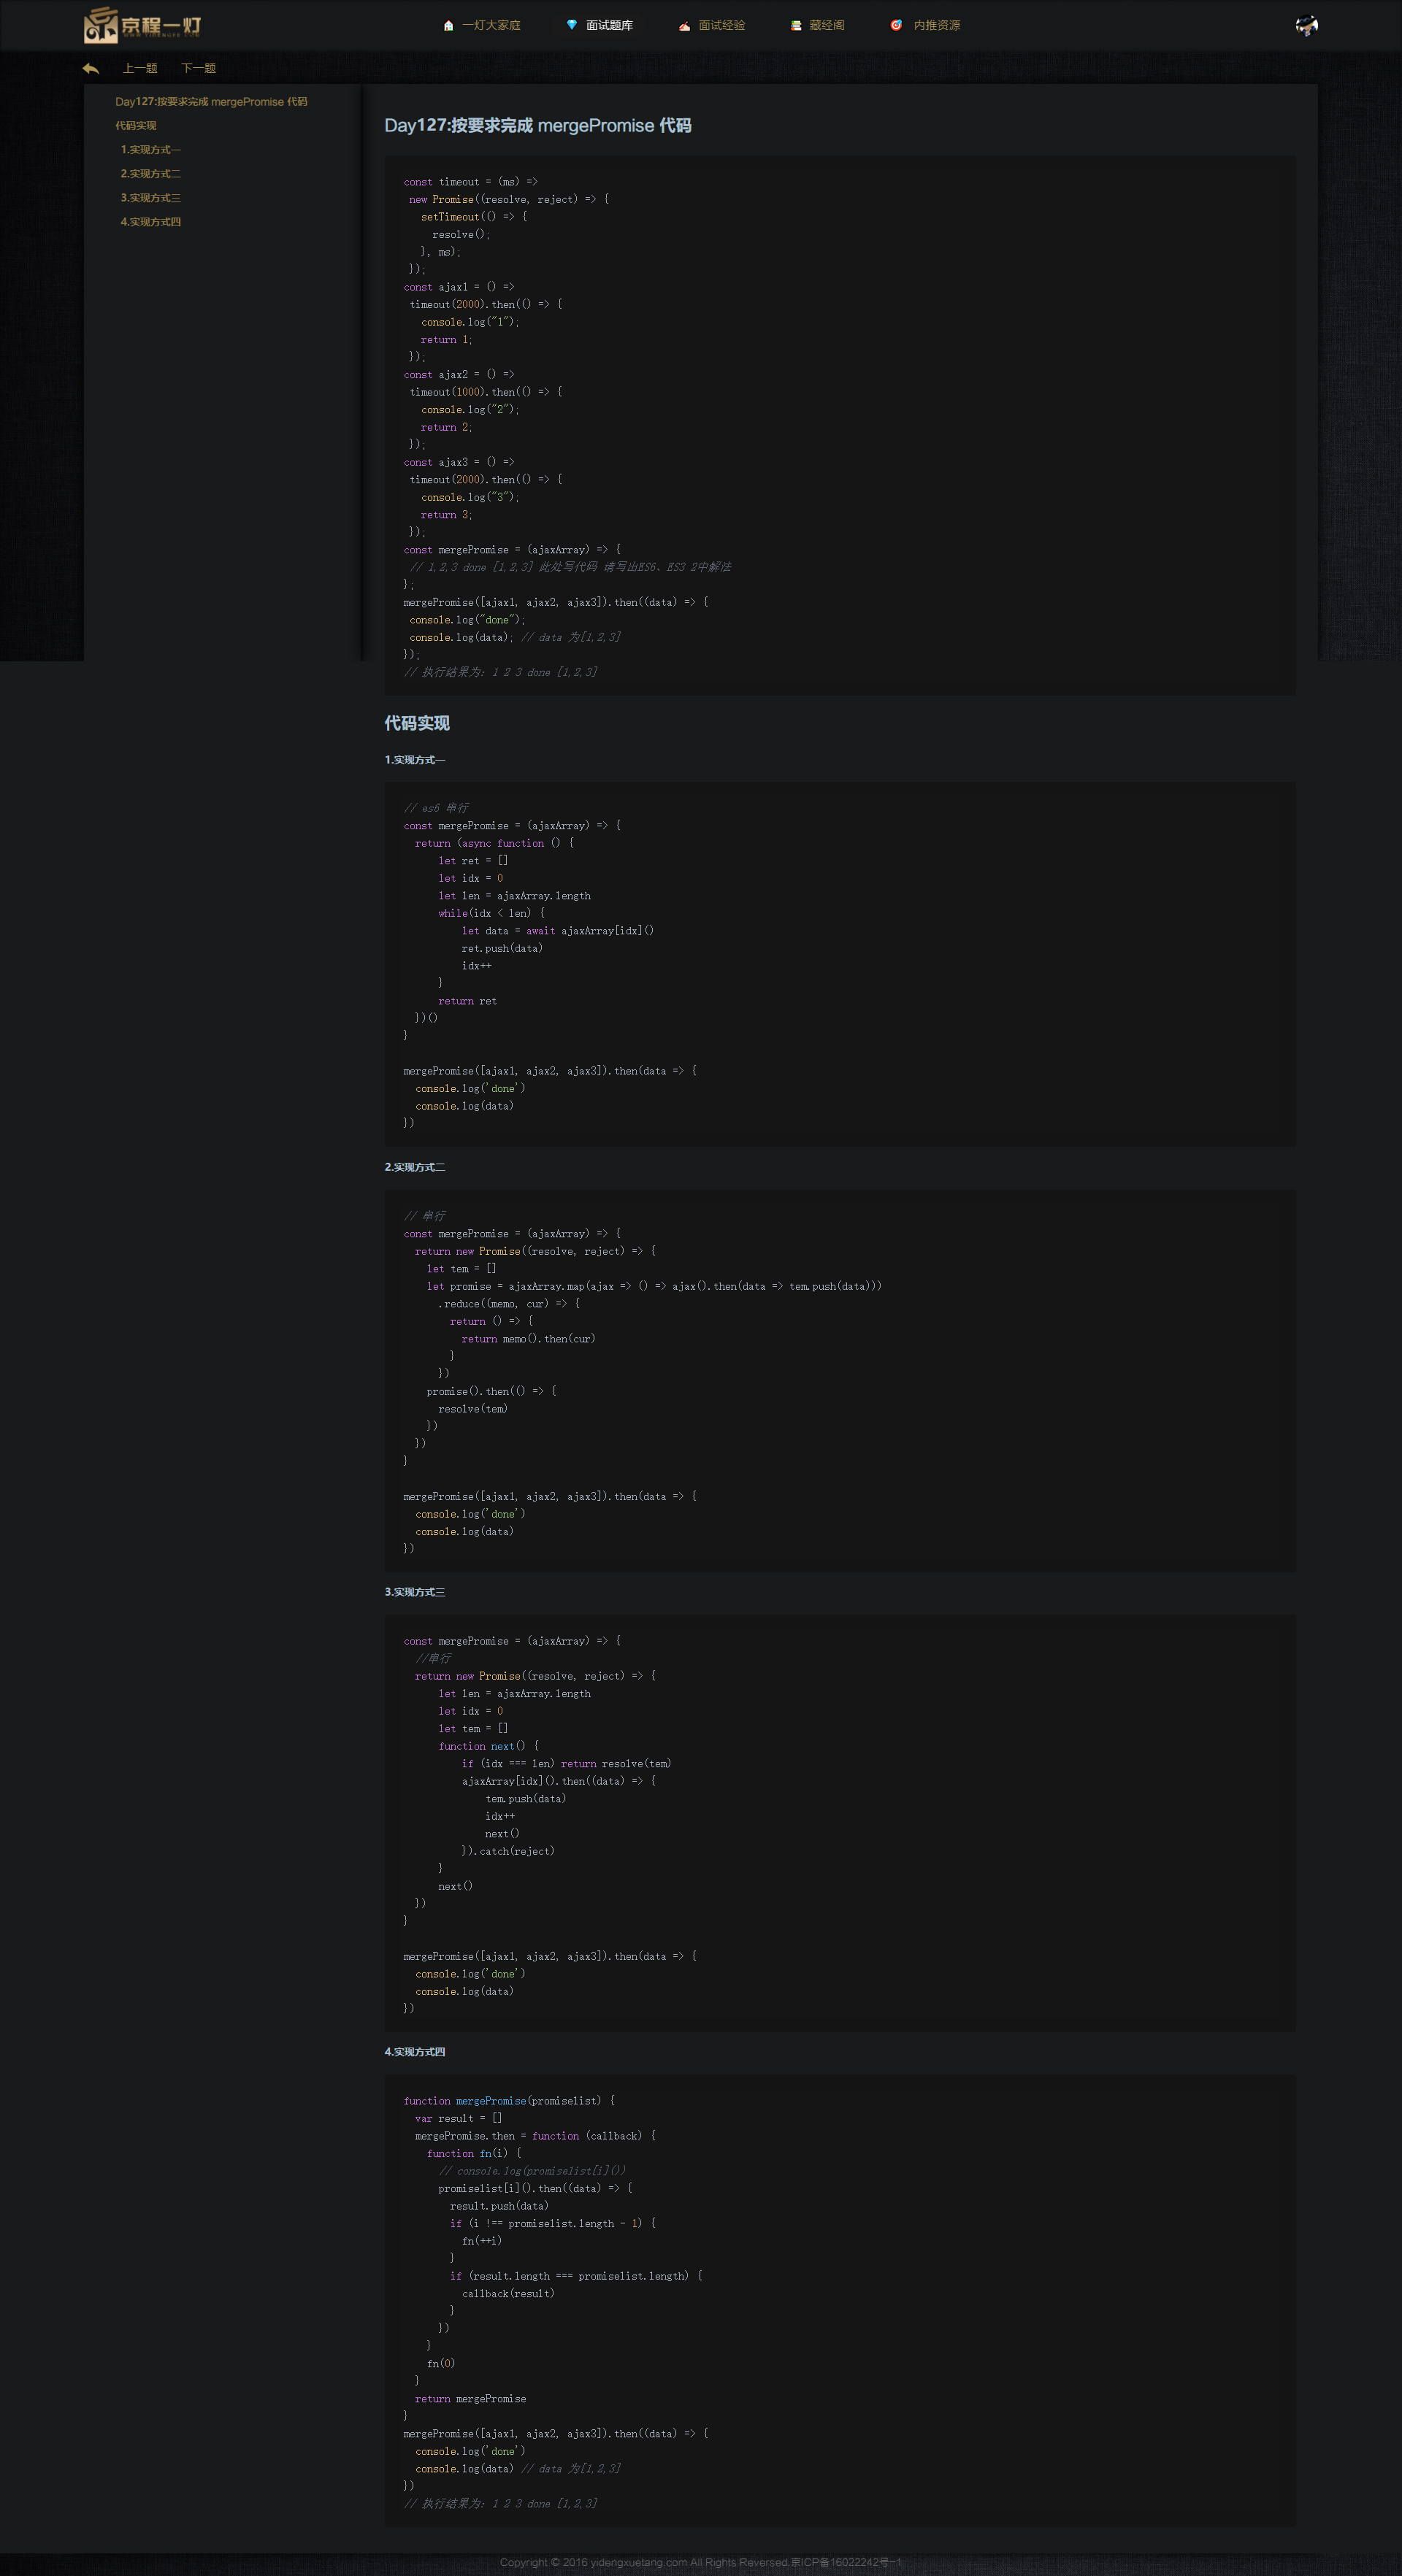 京程一灯
一灯大家庭 面试题库 面试经验 藏经阁 内推资源
上一题 下一题
Day127:按要求完成 mergePromise 代码
代码实现
1.实现方式一
2.实现方式二
3.实现方式三
4.实现方式四
Day127:按要求完成 mergePromise 代码
const timeout = (ms) =>
new Promise((resolve, reject) => {
setTimeout(() => {
resolve();
}, ms);
});
const ajax1 = () =>
timeout(2000).then(() => {
console.log("1");
return 1;
});
const ajax2 = () =>
timeout(1000).then(() => {
console.log("2");
return 2;
});
const ajax3 = () =>
timeout(2000).then(() => {
console.log("3");
return 3;
});
const mergePromise = (ajaxArray) => {
// 1,2,3 done [1,2,3] 此处写代码 请写出ES6、ES3 2中解法
};
mergePromise([ajax1, ajax2, ajax3]).then((data) => {
console.log("done");
console.log(data); // data 为[1,2,3]
});
// 执行结果为: 1 2 3 done [1,2,3]
代码实现
1.实现方式一
// es6 串行
const mergePromise = (ajaxArray) => {
return (async function () {
let ret = []
let idx = 0
let len = ajaxArray.length
while(idx < len) {
let data = await ajaxArray[idx]()
ret.push(data)
idx++
}
return ret
})()
}
mergePromise([ajax1, ajax2, ajax3]).then(data => {
console.log('done')
console.log(data)
})
2.实现方式二
// 串行
const mergePromise = (ajaxArray) => {
return new Promise((resolve, reject) => {
let tem = []
let promise = ajaxArray.map(ajax => () => ajax().then(data => tem.push(data)))
.reduce((memo, cur) => {
return () => {
return memo().then(cur)
}
})
promise().then(() => {
resolve(tem)
})
})
}
mergePromise([ajax1, ajax2, ajax3]).then(data => {
console.log('done')
console.log(data)
})
3.实现方式三
const mergePromise = (ajaxArray) => {
//串行
return new Promise((resolve, reject) => {
let len = ajaxArray.length
let idx = 0
let tem = []
function next() {
if (idx === len) return resolve(tem)
ajaxArray[idx]().then((data) => {
tem.push(data)
idx++
next()
}).catch(reject)
}
next()
})
}
mergePromise([ajax1, ajax2, ajax3]).then(data => {
console.log('done')
console.log(data)
})
4.实现方式四
function mergePromise(promiselist) {
var result = []
mergePromise.then = function (callback) {
function fn(i) {
// console.log(promiselist[i]())
promiselist[i]().then((data) => {
result.push(data)
if (i !== promiselist.length - 1) {
fn(++i)
}
if (result.length === promiselist.length) {
callback(result)
}
})
}
fn(0)
}
return mergePromise
}
mergePromise([ajax1, ajax2, ajax3]).then((data) => {
console.log('done')
console.log(data) // data 为[1,2,3]
})
// 执行结果为: 1 2 3 done [1,2,3]
Copyright © 2016 yidengxuetang.com All Rights Reversed.京ICP备16022242号-1